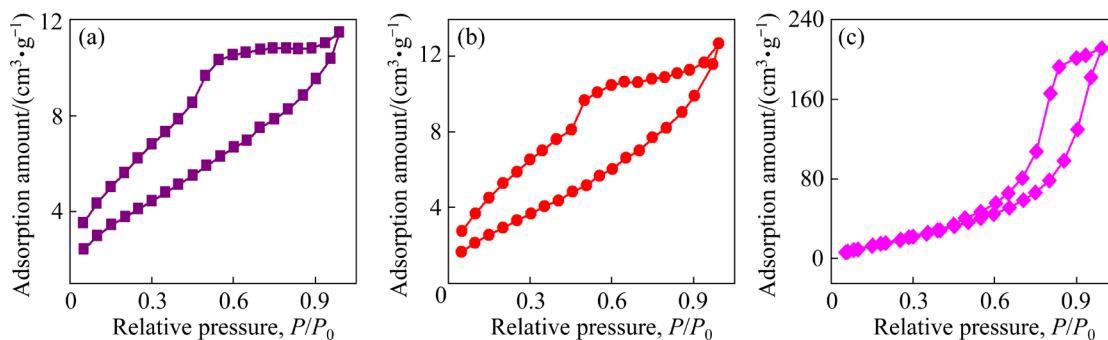 (a)
12
8
4
0
0.3
0.6
0.9
Adsorption amount/(cm³•g⁻¹)
Relative pressure, P/P₀
(b)
12
8
4
0
0.3
0.6
0.9
Adsorption amount/(cm³•g⁻¹)
Relative pressure, P/P₀
(c)
240
160
80
0
0
0.3
0.6
0.9
Adsorption amount/(cm³•g⁻¹)
Relative pressure, P/P₀